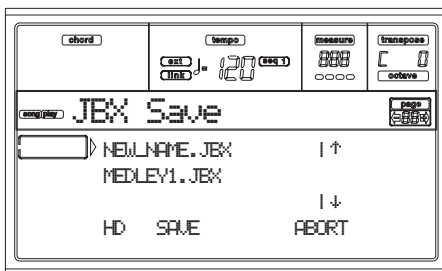 chord tempo measure transpose
ext ♩= 120 seq 1 888 [ 0
link octave
song play JBX Save page
88
NEW_NAME.JBX | ↑
MEDLEY1.JBX
| ↓
HD SAVE ABORT